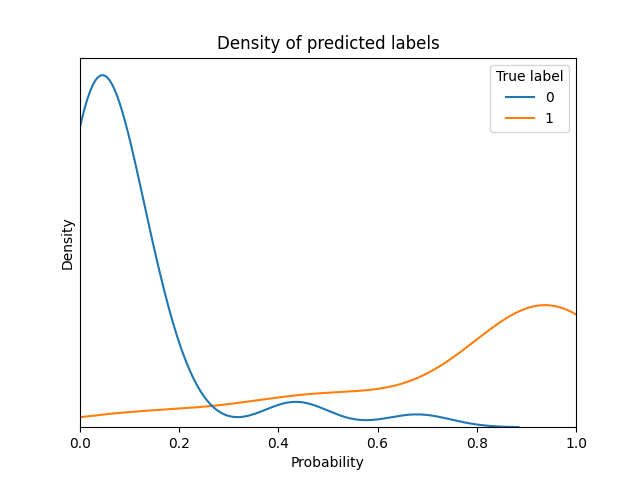 Density of predicted labels
True label
0
1
Density
0.0 0.2 0.4 0.6 0.8 1.0
Probability